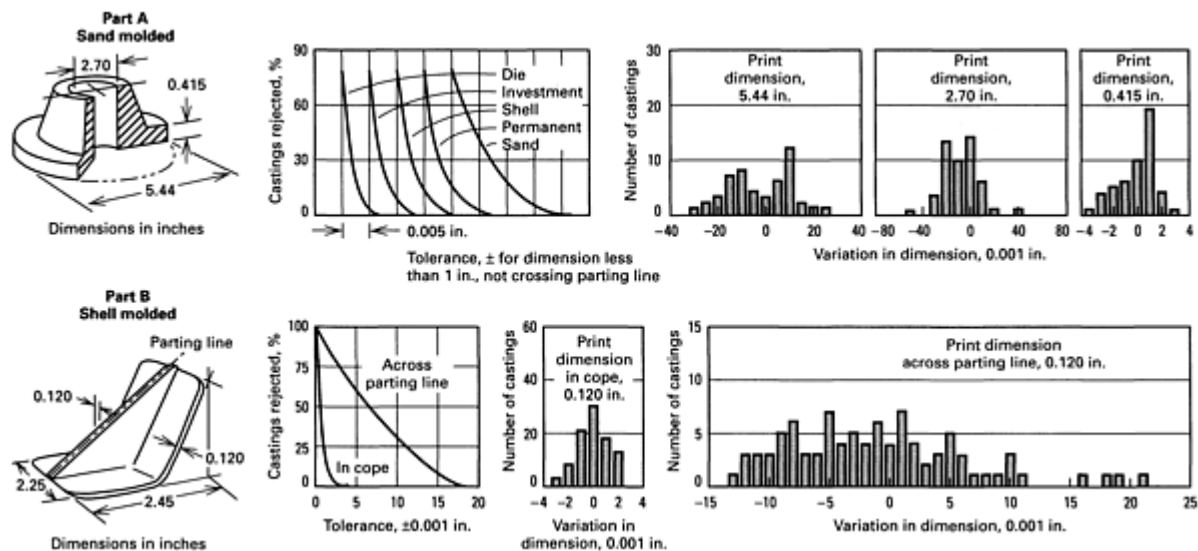 Part A
Sand molded
2.70
0.415
5.44
Dimensions in inches
Castings rejected, %
90
60
30
0
Die
Investment
Shell
Permanent
Sand
0.005 in.
Tolerance, ± for dimension less
than 1 in., not crossing parting line
Number of castings
30
20
10
0
Print
dimension,
5.44 in.
-40 -20 0 20 40
Print
dimension,
2.70 in.
-80 -40 0 40 80
Print
dimension,
0.415 in.
-4 -2 0 2 4
Variation in dimension, 0.001 in.
Part B
Shell molded
Parting line
0.120
0.120
2.25
2.45
Dimensions in inches
Castings rejected, %
100
75
50
25
0
Across
parting line
In cope
0 5 10 15 20
Tolerance, ±0.001 in.
Number of castings
60
40
20
0
Print
dimension
in cope,
0.120 in.
-4 -2 0 2 4
Variation in
dimension, 0.001 in.
Number of castings
15
10
5
0
Print dimension
across parting line, 0.120 in.
-15 -10 -5 0 5 10 15 20 25
Variation in dimension, 0.001 in.